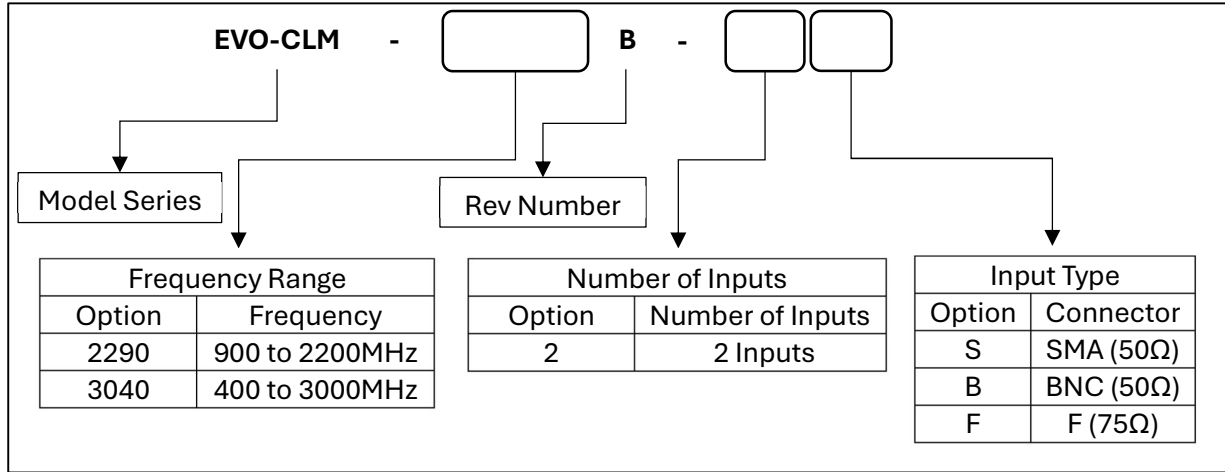 EVO-CLM - B -
Model Series
Rev Number
Frequency Range
Option Frequency
2290 900 to 2200MHz
3040 400 to 3000MHz
Number of Inputs
Option Number of Inputs
2 2 Inputs
Input Type
Option Connector
S SMA (50Ω)
B BNC (50Ω)
F F (75Ω)